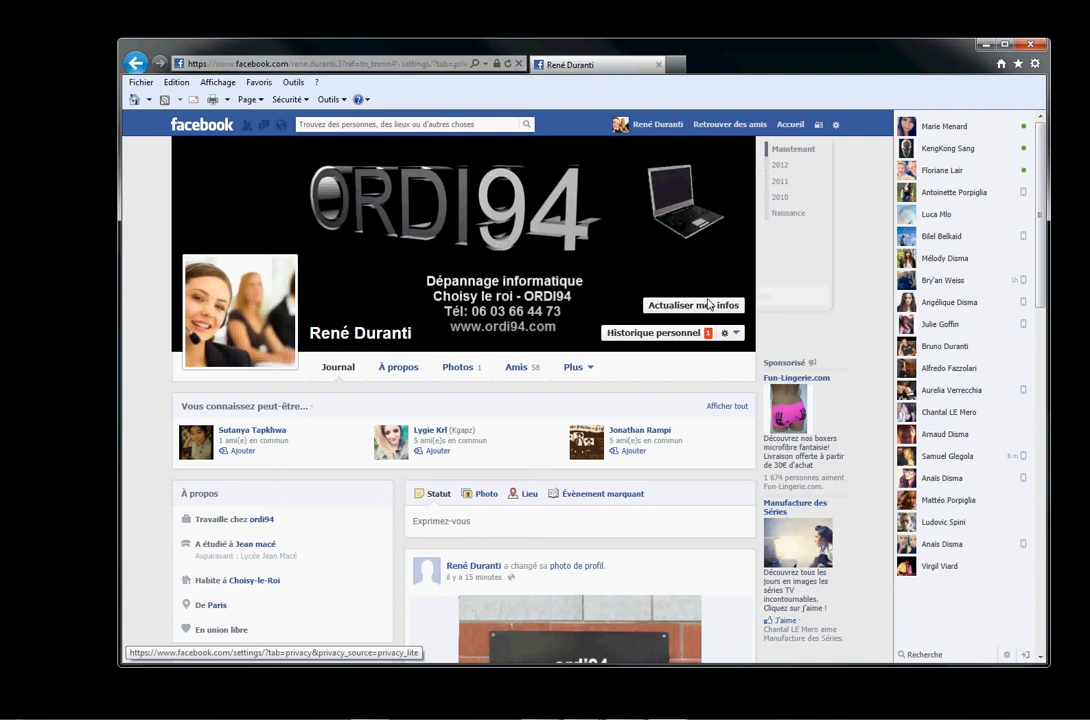 https://www.facebook.com/rene.duranti.3?ref=tn_tnmn#!/settings/?tab=priv
René Duranti
Fichier Edition Affichage Favoris Outils ?
Page Sécurité Outils
facebook
Trouvez des personnes, des lieux ou d'autres choses
René Duranti Retrouver des amis Accueil
ORDI94
Dépannage informatique
Choisy le roi - ORDI94
Tél: 06 03 66 44 73
www.ordi94.com
Actualiser mes infos
René Duranti
Historique personnel 1
Journal À propos Photos 1 Amis 58 Plus
Vous connaissez peut-être... Afficher tout
Sutanya Tapkhwa
1 ami(e) en commun
Ajouter
Lygie Krl (Kgapz)
5 ami(e)s en commun
Ajouter
Jonathan Rampi
5 ami(e)s en commun
Ajouter
À propos
Travaille chez ordi94
A étudié à Jean macé
Auparavant : Lycée Jean Macé
Habite à Choisy-le-Roi
De Paris
En union libre
Statut Photo Lieu Évènement marquant
Exprimez-vous
René Duranti a changé sa photo de profil.
il y a 15 minutes
ordi94
Maintenant
2012
2011
2010
Naissance
Sponsorisé
Fun-Lingerie.com
Découvrez nos boxers
microfibre fantaisie!
Livraison offerte à partir
de 30€ d'achat
1 674 personnes aiment
Fun-Lingerie.com.
Manufacture des
Séries
Découvrez tous les
jours en images les
séries TV
incontournables.
Cliquez sur j'aime !
J'aime ·
Chantal LE Mero aime
Manufacture des Séries.
Marie Menard
KengKong Sang
Floriane Lair
Antoinette Porpiglia
Luca Mlo
Bilel Belkaid
Mélody Disma
Bry'an Weiss 1h
Angélique Disma
Julie Goffin
Bruno Duranti
Alfredo Fazzolari
Aurelia Verrecchia
Chantal LE Mero
Arnaud Disma
Samuel Glegola 8 m
Anaïs Disma
Mattéo Porpiglia
Ludovic Spini
Anaïs Disma
Virgil Viard
Recherche
https://www.facebook.com/settings/?tab=privacy&privacy_source=privacy_lite